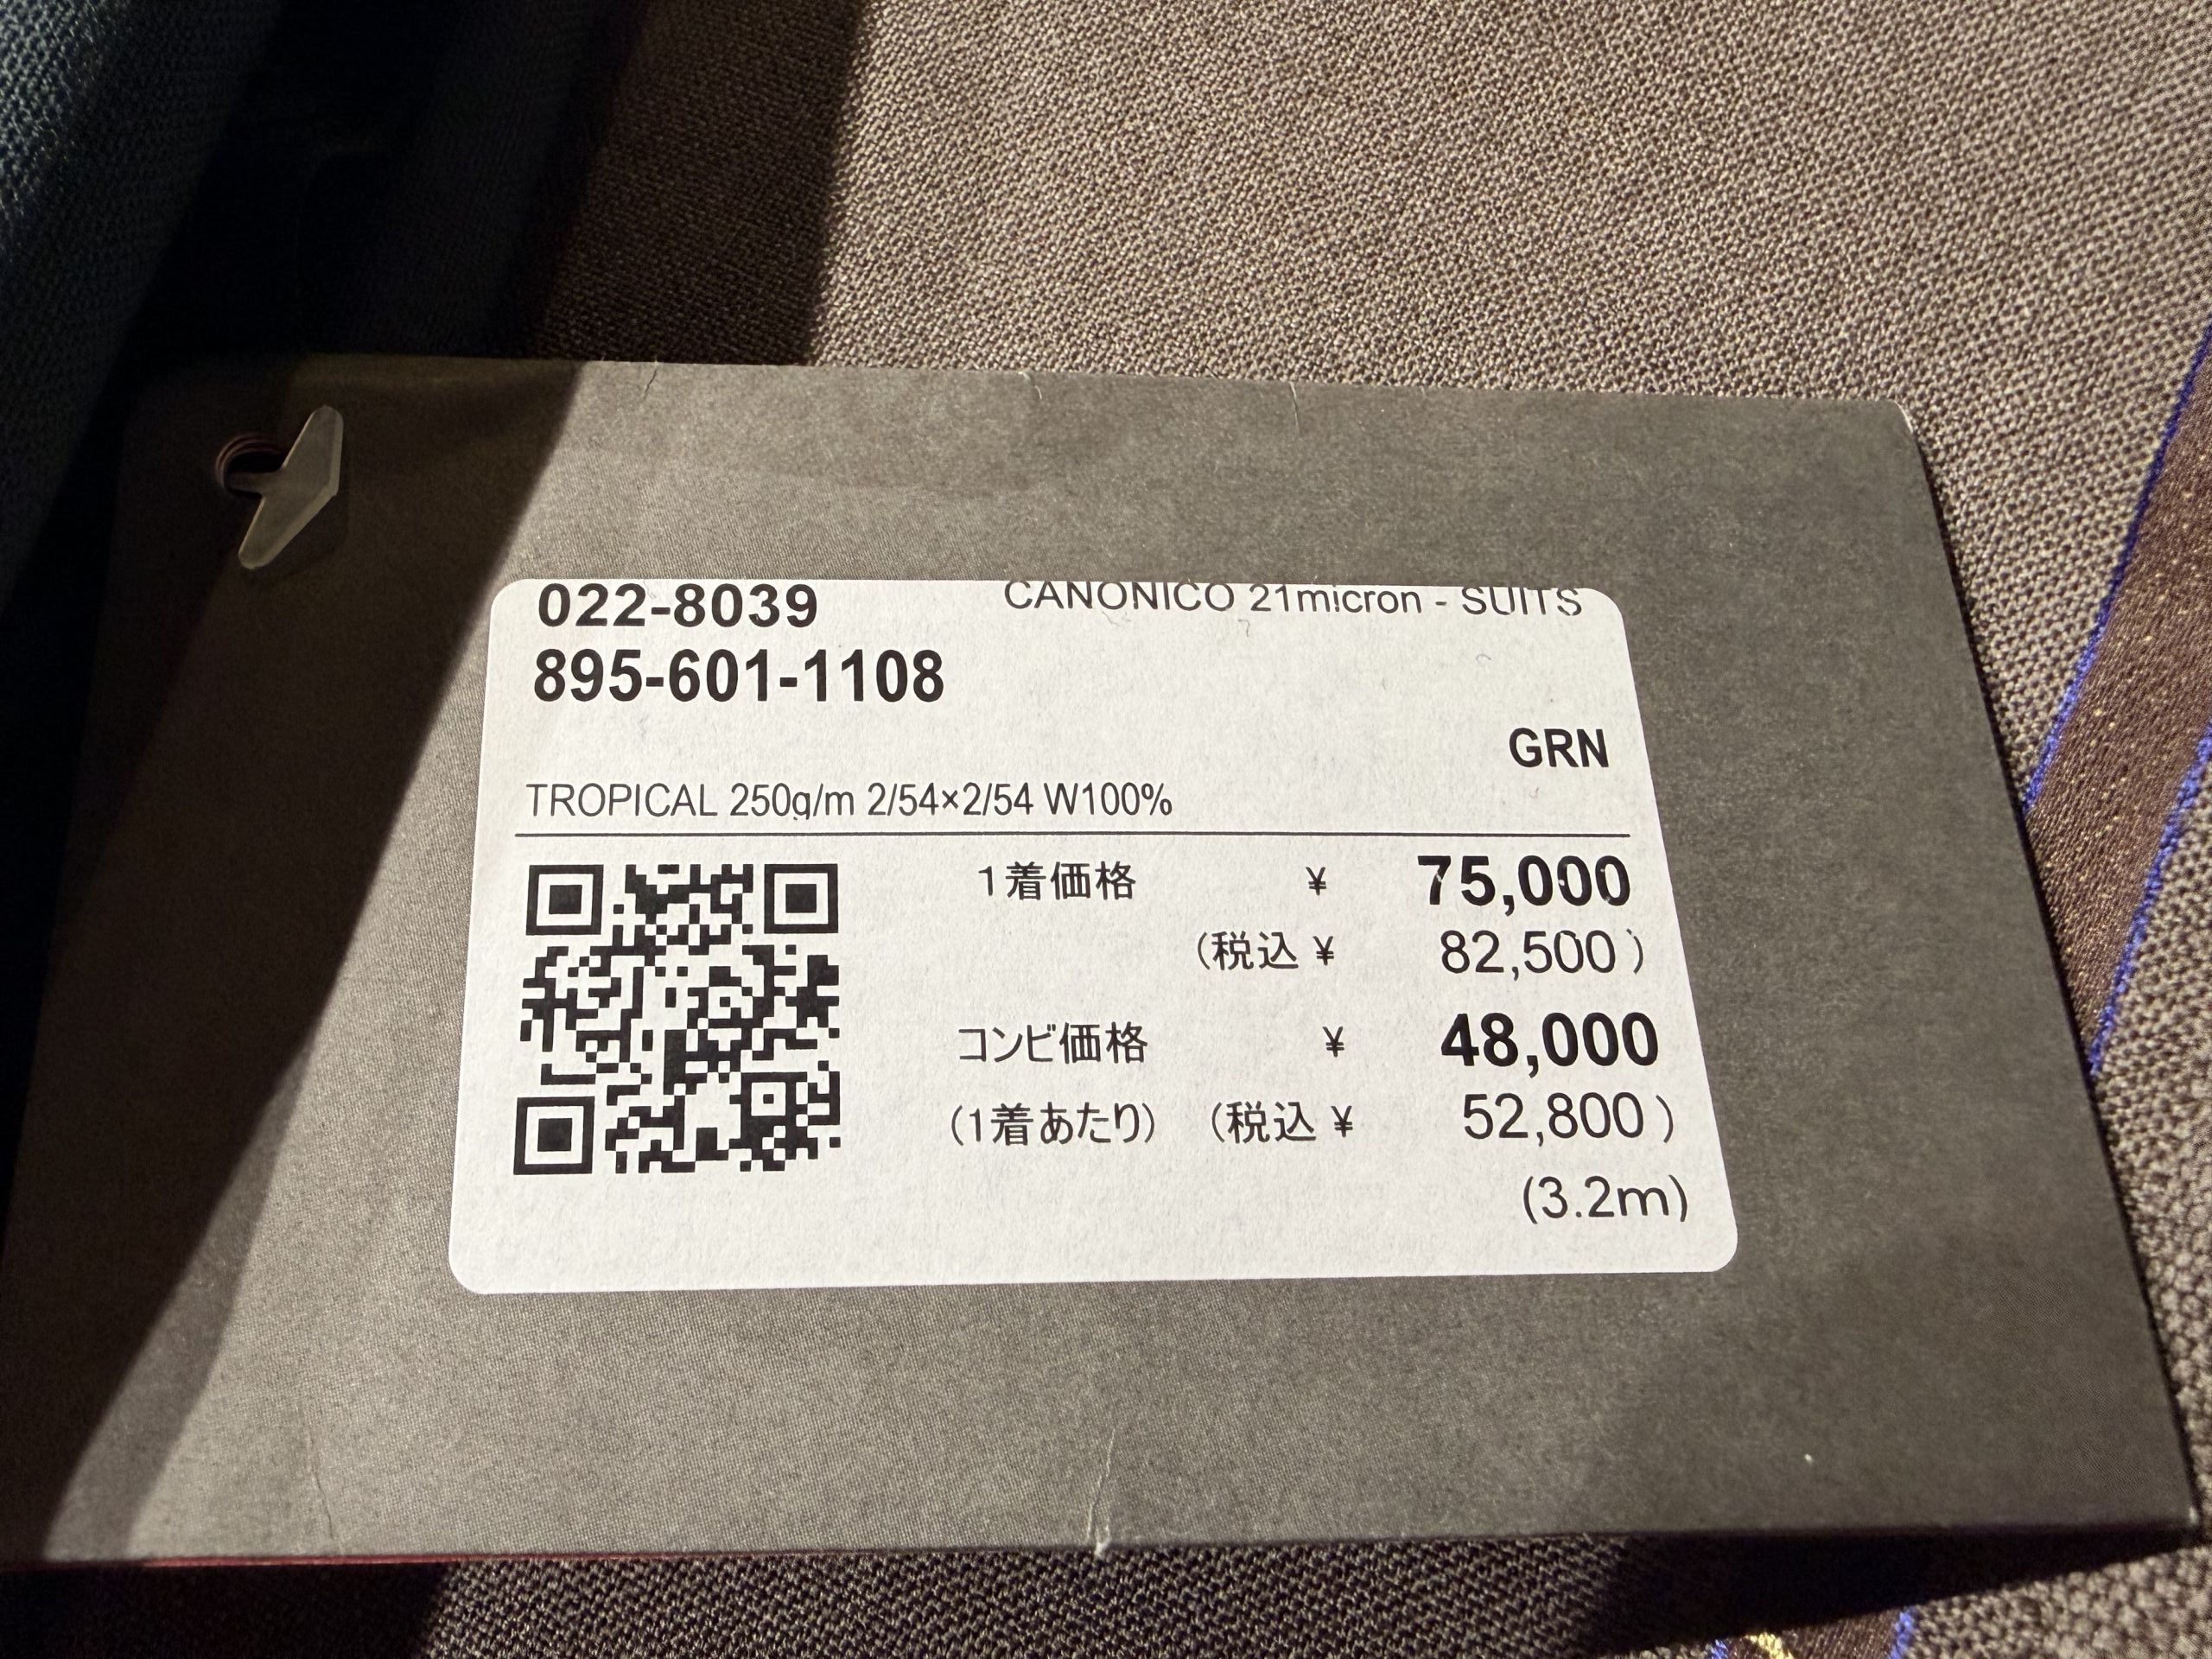 022-8039 CANONICO 21micron - SUITS
895-601-1108
GRN
TROPICAL 250g/m 2/54×2/54 W100%
1着価格 ¥ 75,000
(税込 ¥ 82,500)
コンビ価格 ¥ 48,000
(1着あたり) (税込 ¥ 52,800)
(3.2m)